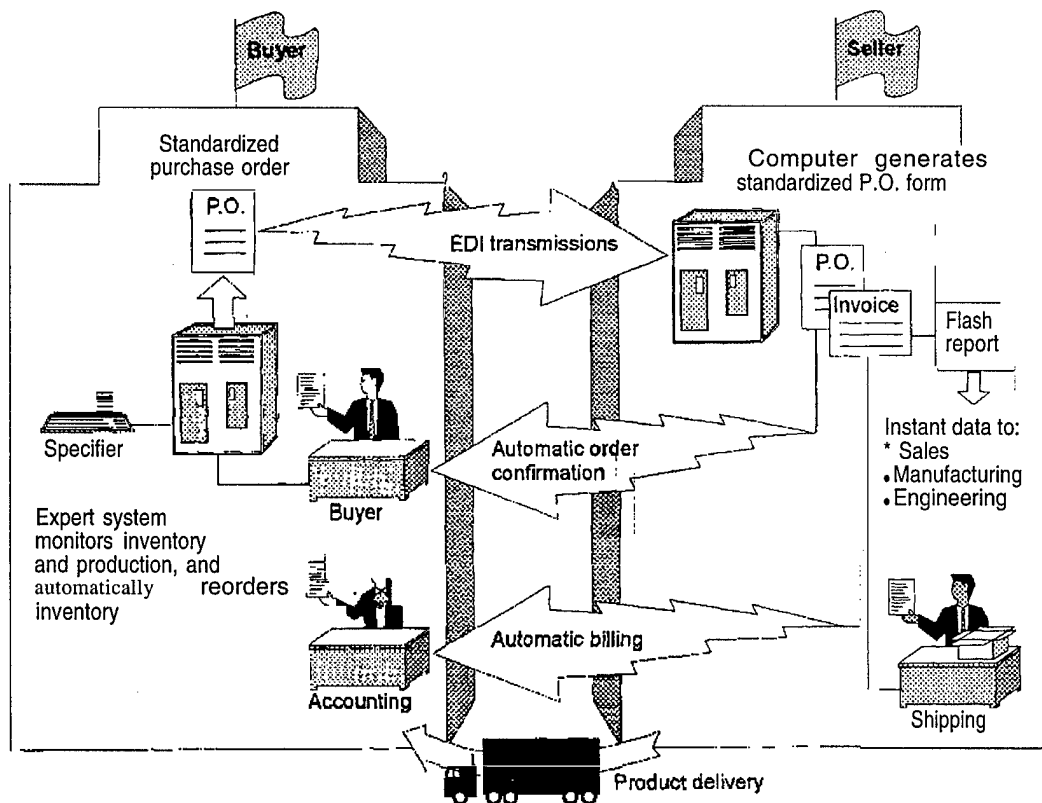 Buyer
Seller
Standardized
purchase order
P.O.
EDI transmissions
Computer generates
standardized P.O. form
P.O.
Invoice
Flash
report
Instant data to:
* Sales
• Manufacturing
• Engineering
Specifier
Buyer
Automatic order
confirmation
Expert system
monitors inventory
and production, and
automatically reorders
inventory
Accounting
Automatic billing
Shipping
Product delivery